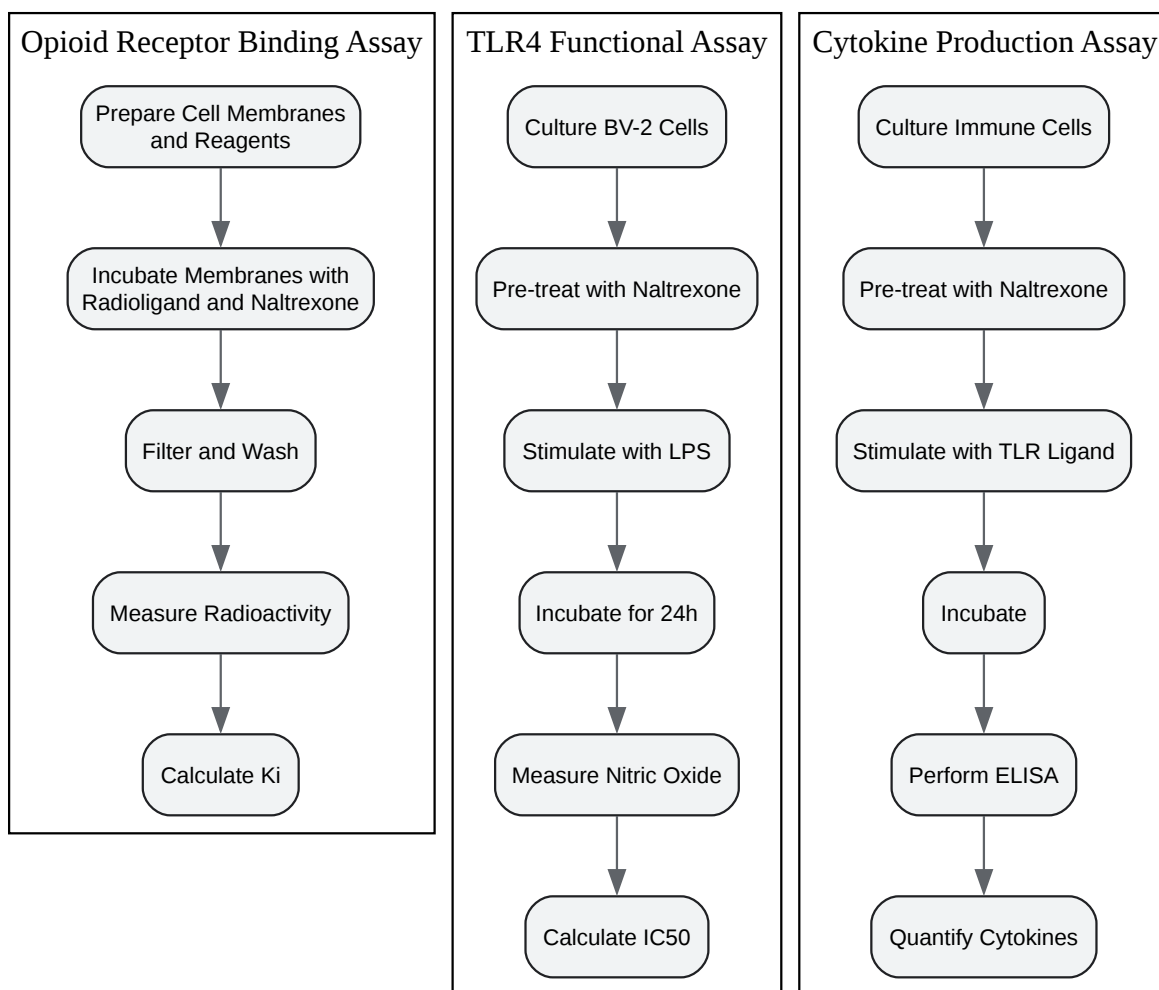 Opioid Receptor Binding Assay
Prepare Cell Membranes
and Reagents
Incubate Membranes with
Radioligand and Naltrexone
Filter and Wash
Measure Radioactivity
Calculate Ki
TLR4 Functional Assay
Culture BV-2 Cells
Pre-treat with Naltrexone
Stimulate with LPS
Incubate for 24h
Measure Nitric Oxide
Calculate IC50
Cytokine Production Assay
Culture Immune Cells
Pre-treat with Naltrexone
Stimulate with TLR Ligand
Incubate
Perform ELISA
Quantify Cytokines